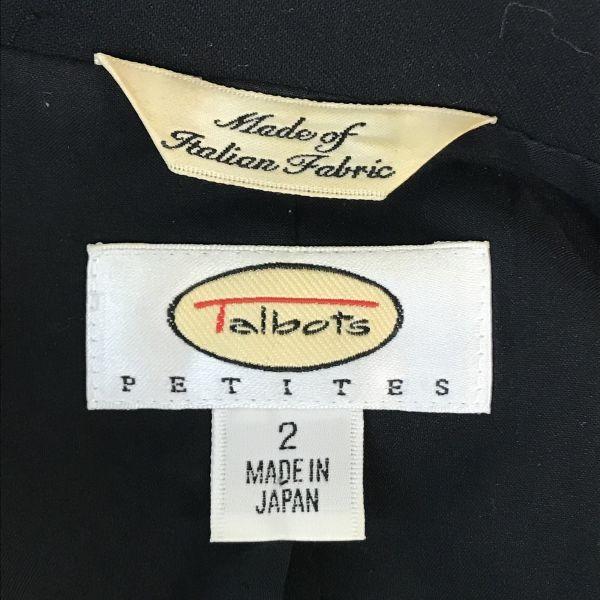 Made of
Italian Fabric
Talbots
PETITES
2
MADE IN
JAPAN